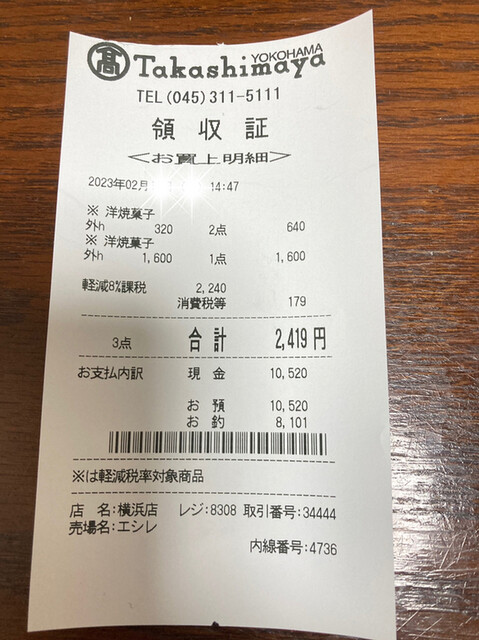 髙 Takashimaya YOKOHAMA
TEL(045)311-5111
領収証
<お買上明細>
2023年02月 14:47
※ 洋焼菓子
外h 320 2点 640
※ 洋焼菓子
外h 1,600 1点 1,600
軽減8%課税 2,240
消費税等 179
3点 合計 2,419円
お支払内訳 現金 10,520
お預 10,520
お釣 8,101
※は軽減税率対象商品
店 名:横浜店 レジ:8308 取引番号:34444
売場名:エシレ
内線番号:4736